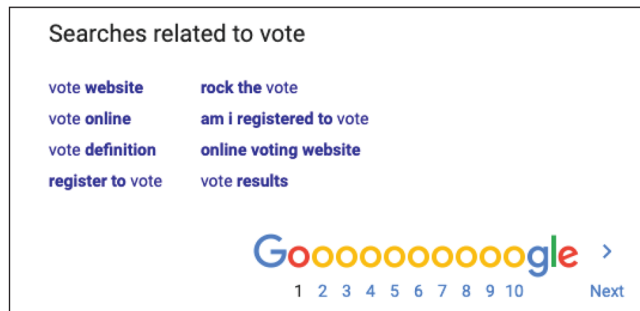 Searches related to vote
vote website
vote online
vote definition
register to vote
rock the vote
am i registered to vote
online voting website
vote results
Goooooooooogle >
1 2 3 4 5 6 7 8 9 10 Next